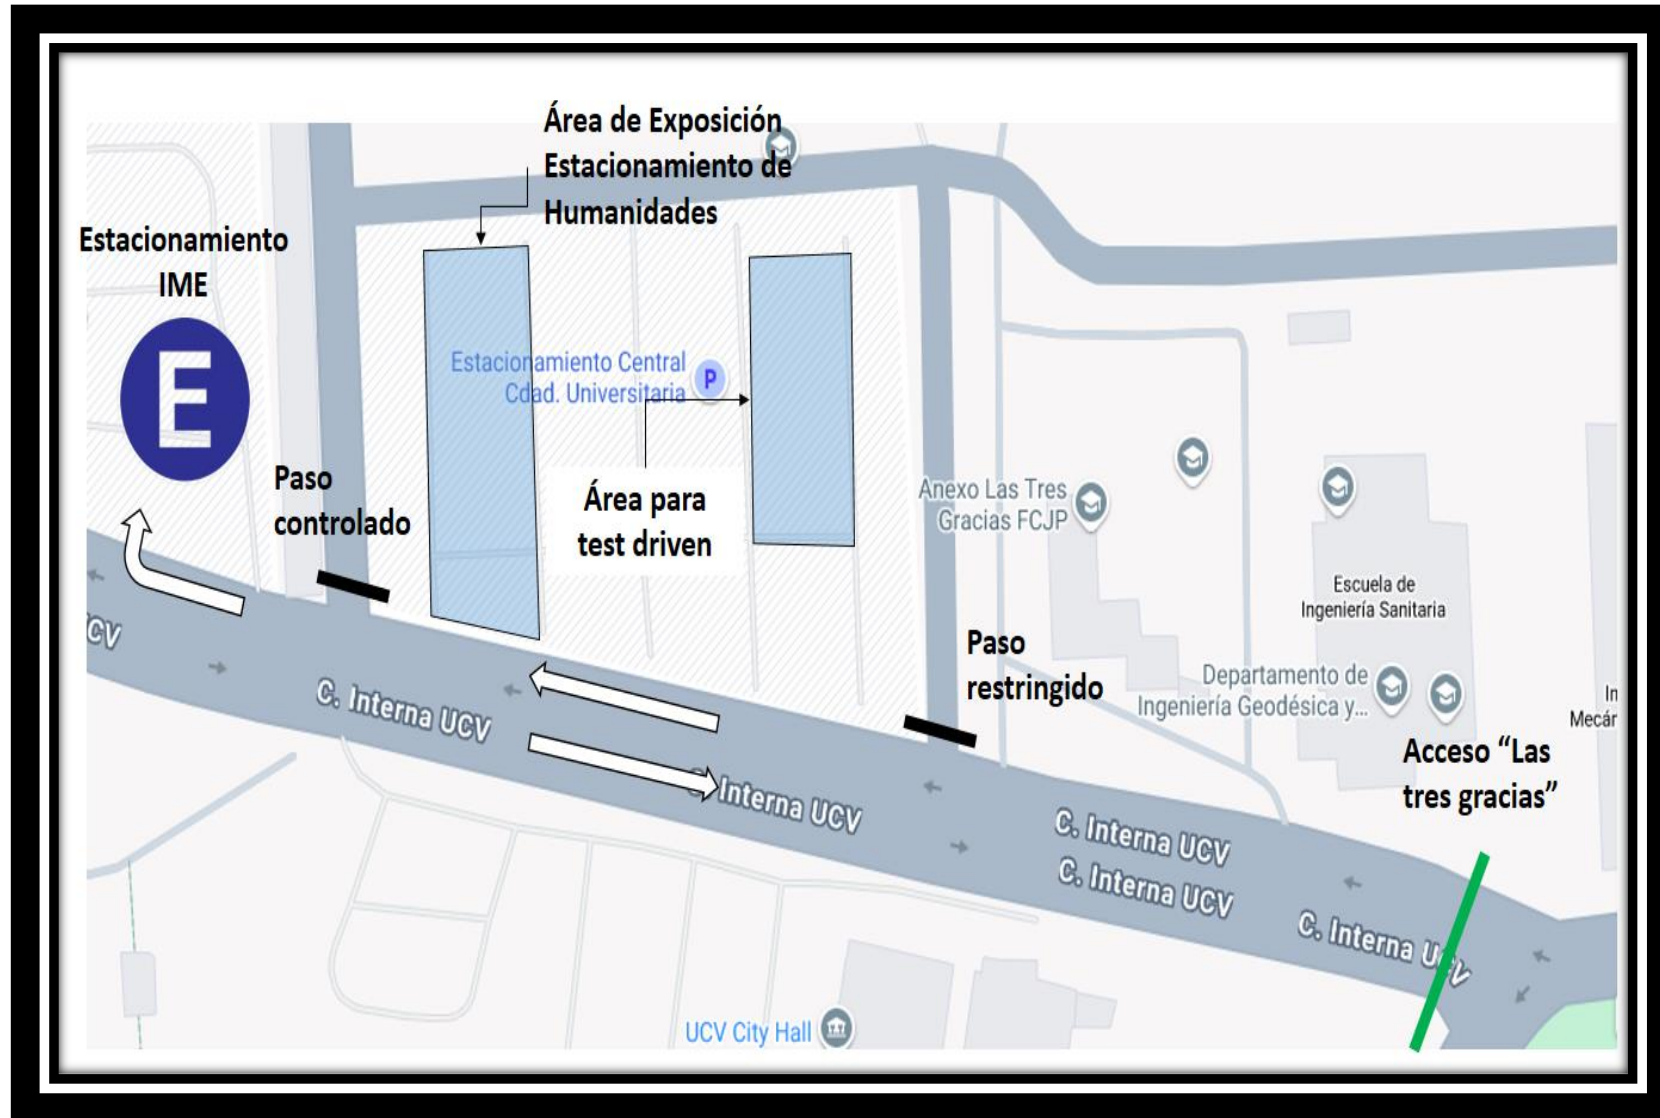 Área de Exposición
Estacionamiento de
Humanidades
Estacionamiento
IME
E
Estacionamiento Central
Cdad. Universitaria
P
Paso
controlado
Área para
test driven
Anexo Las Tres
Gracias FCJP
Escuela de
Ingeniería Sanitaria
Paso
restringido
Departamento de
Ingeniería Geodésica y...
In
Mecán
Acceso “Las
tres gracias”
CV
C. Interna UCV
Interna UCV
C. Interna UCV
C. Interna UCV
C. Interna UCV
UCV City Hall